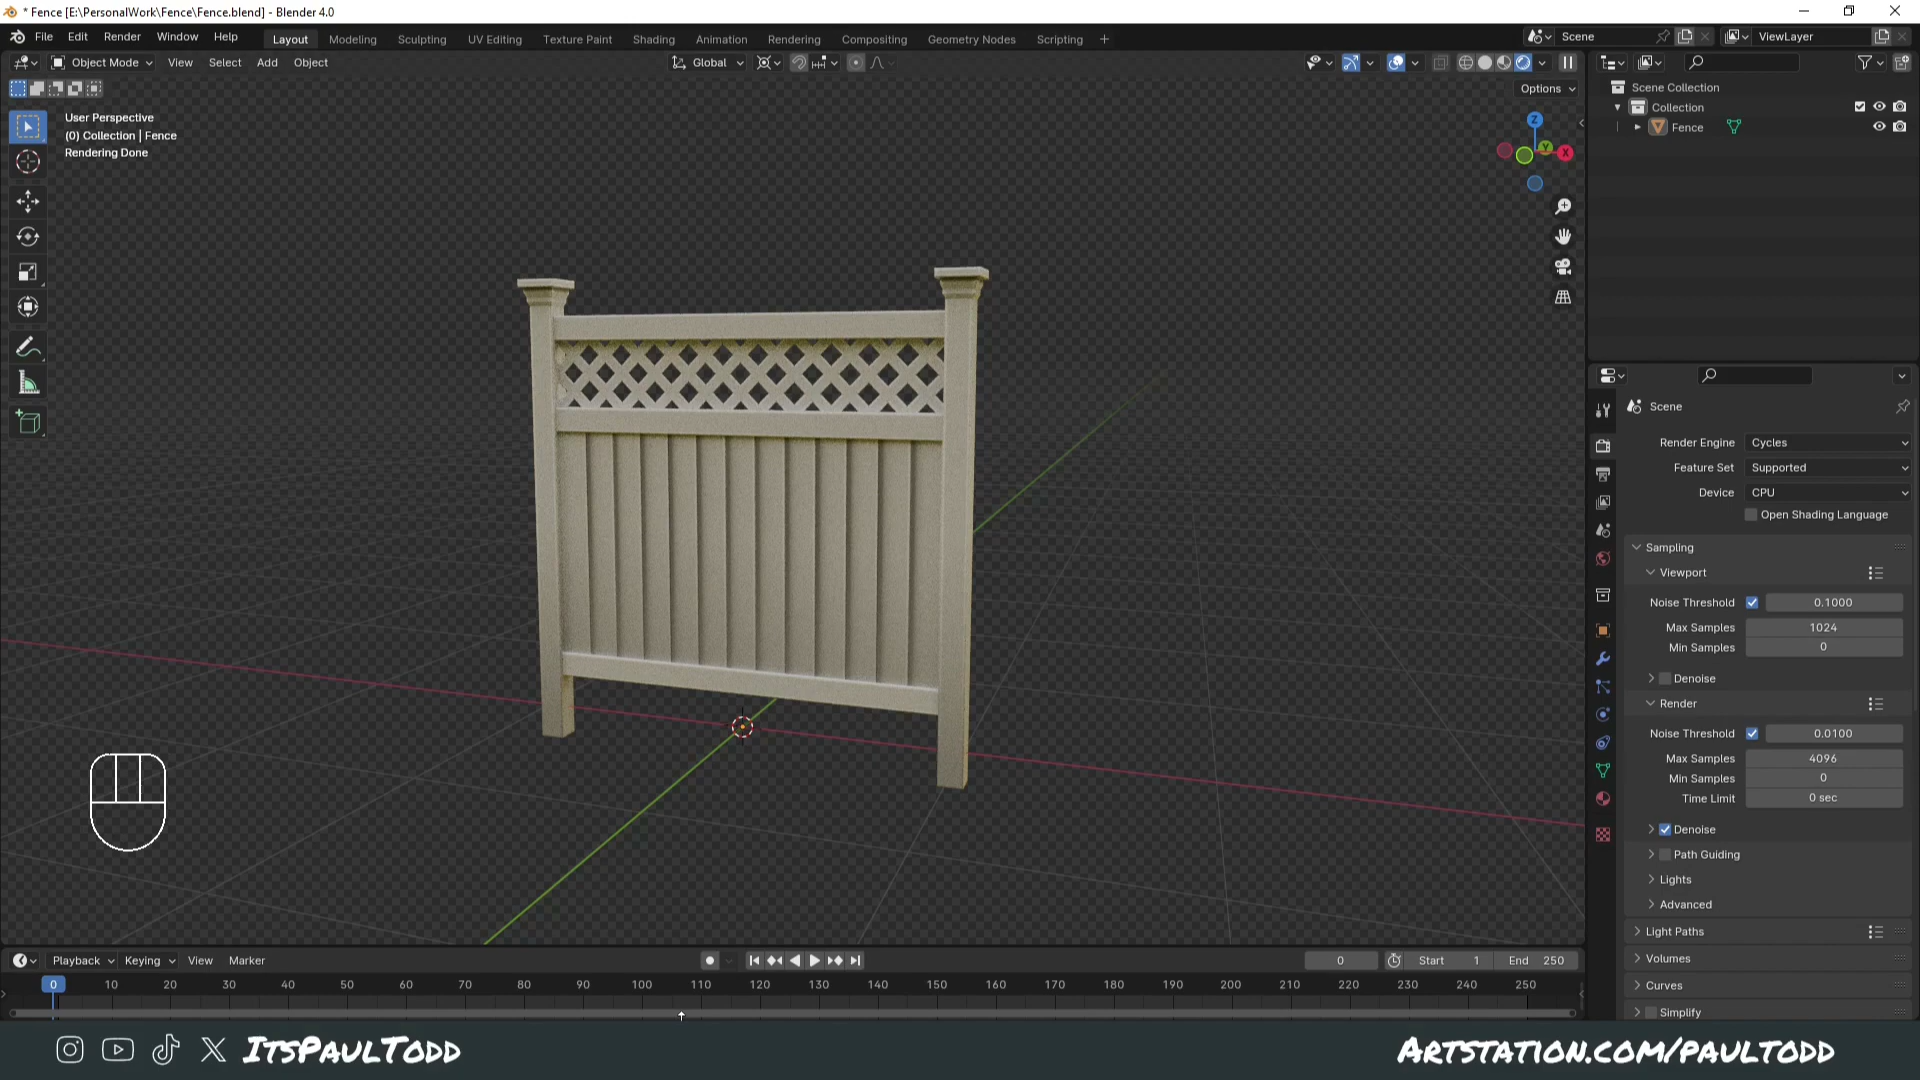 * Fence [E:\PersonalWork\Fence\Fence.blend] - Blender 4.0
File Edit Render Window Help
Layout Modeling Sculpting UV Editing Texture Paint Shading Animation Rendering Compositing Geometry Nodes Scripting +
Scene
ViewLayer
Object Mode View Select Add Object
Global
Options
User Perspective
(0) Collection | Fence
Rendering Done
Z
Y
X
Scene Collection
Collection
Fence
Scene
Render Engine Cycles
Feature Set Supported
Device CPU
Open Shading Language
Sampling
Viewport
Noise Threshold 0.1000
Max Samples 1024
Min Samples 0
Denoise
Render
Noise Threshold 0.0100
Max Samples 4096
Min Samples 0
Time Limit 0 sec
Denoise
Path Guiding
Lights
Advanced
Light Paths
Volumes
Curves
Simplify
Playback Keying View Marker
0 Start 1 End 250
0 10 20 30 40 50 60 70 80 90 100 110 120 130 140 150 160 170 180 190 200 210 220 230 240 250
ItsPaulTodd
Artstation.com/paultodd